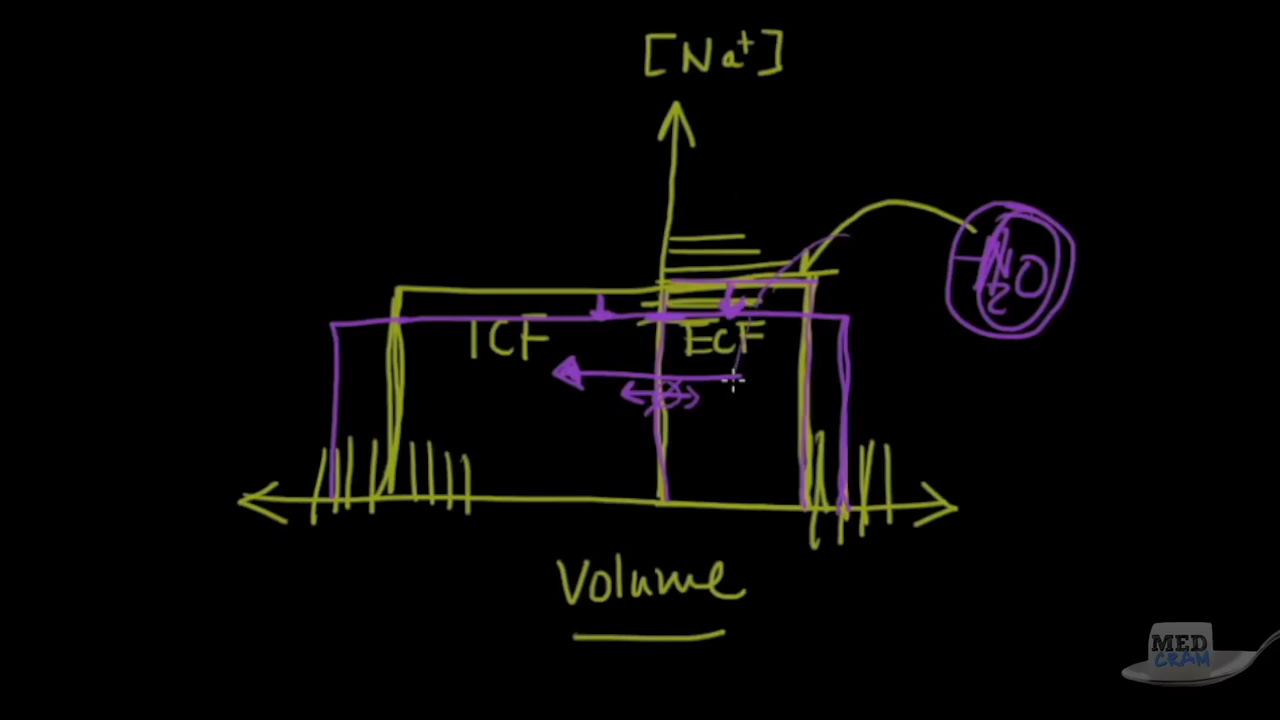 [Na+]
H2O
ICF ECF
Volume
MED
CRAM